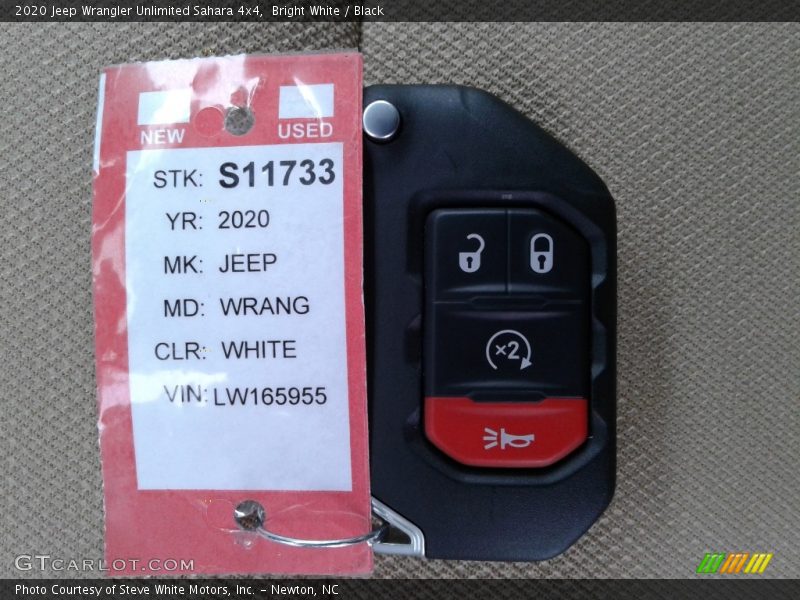 2020 Jeep Wrangler Unlimited Sahara 4x4, Bright White / Black
NEW USED
STK: S11733
YR: 2020
MK: JEEP
MD: WRANG
CLR: WHITE
VIN: LW165955
×2
GTCARLOT.COM
Photo Courtesy of Steve White Motors, Inc. – Newton, NC